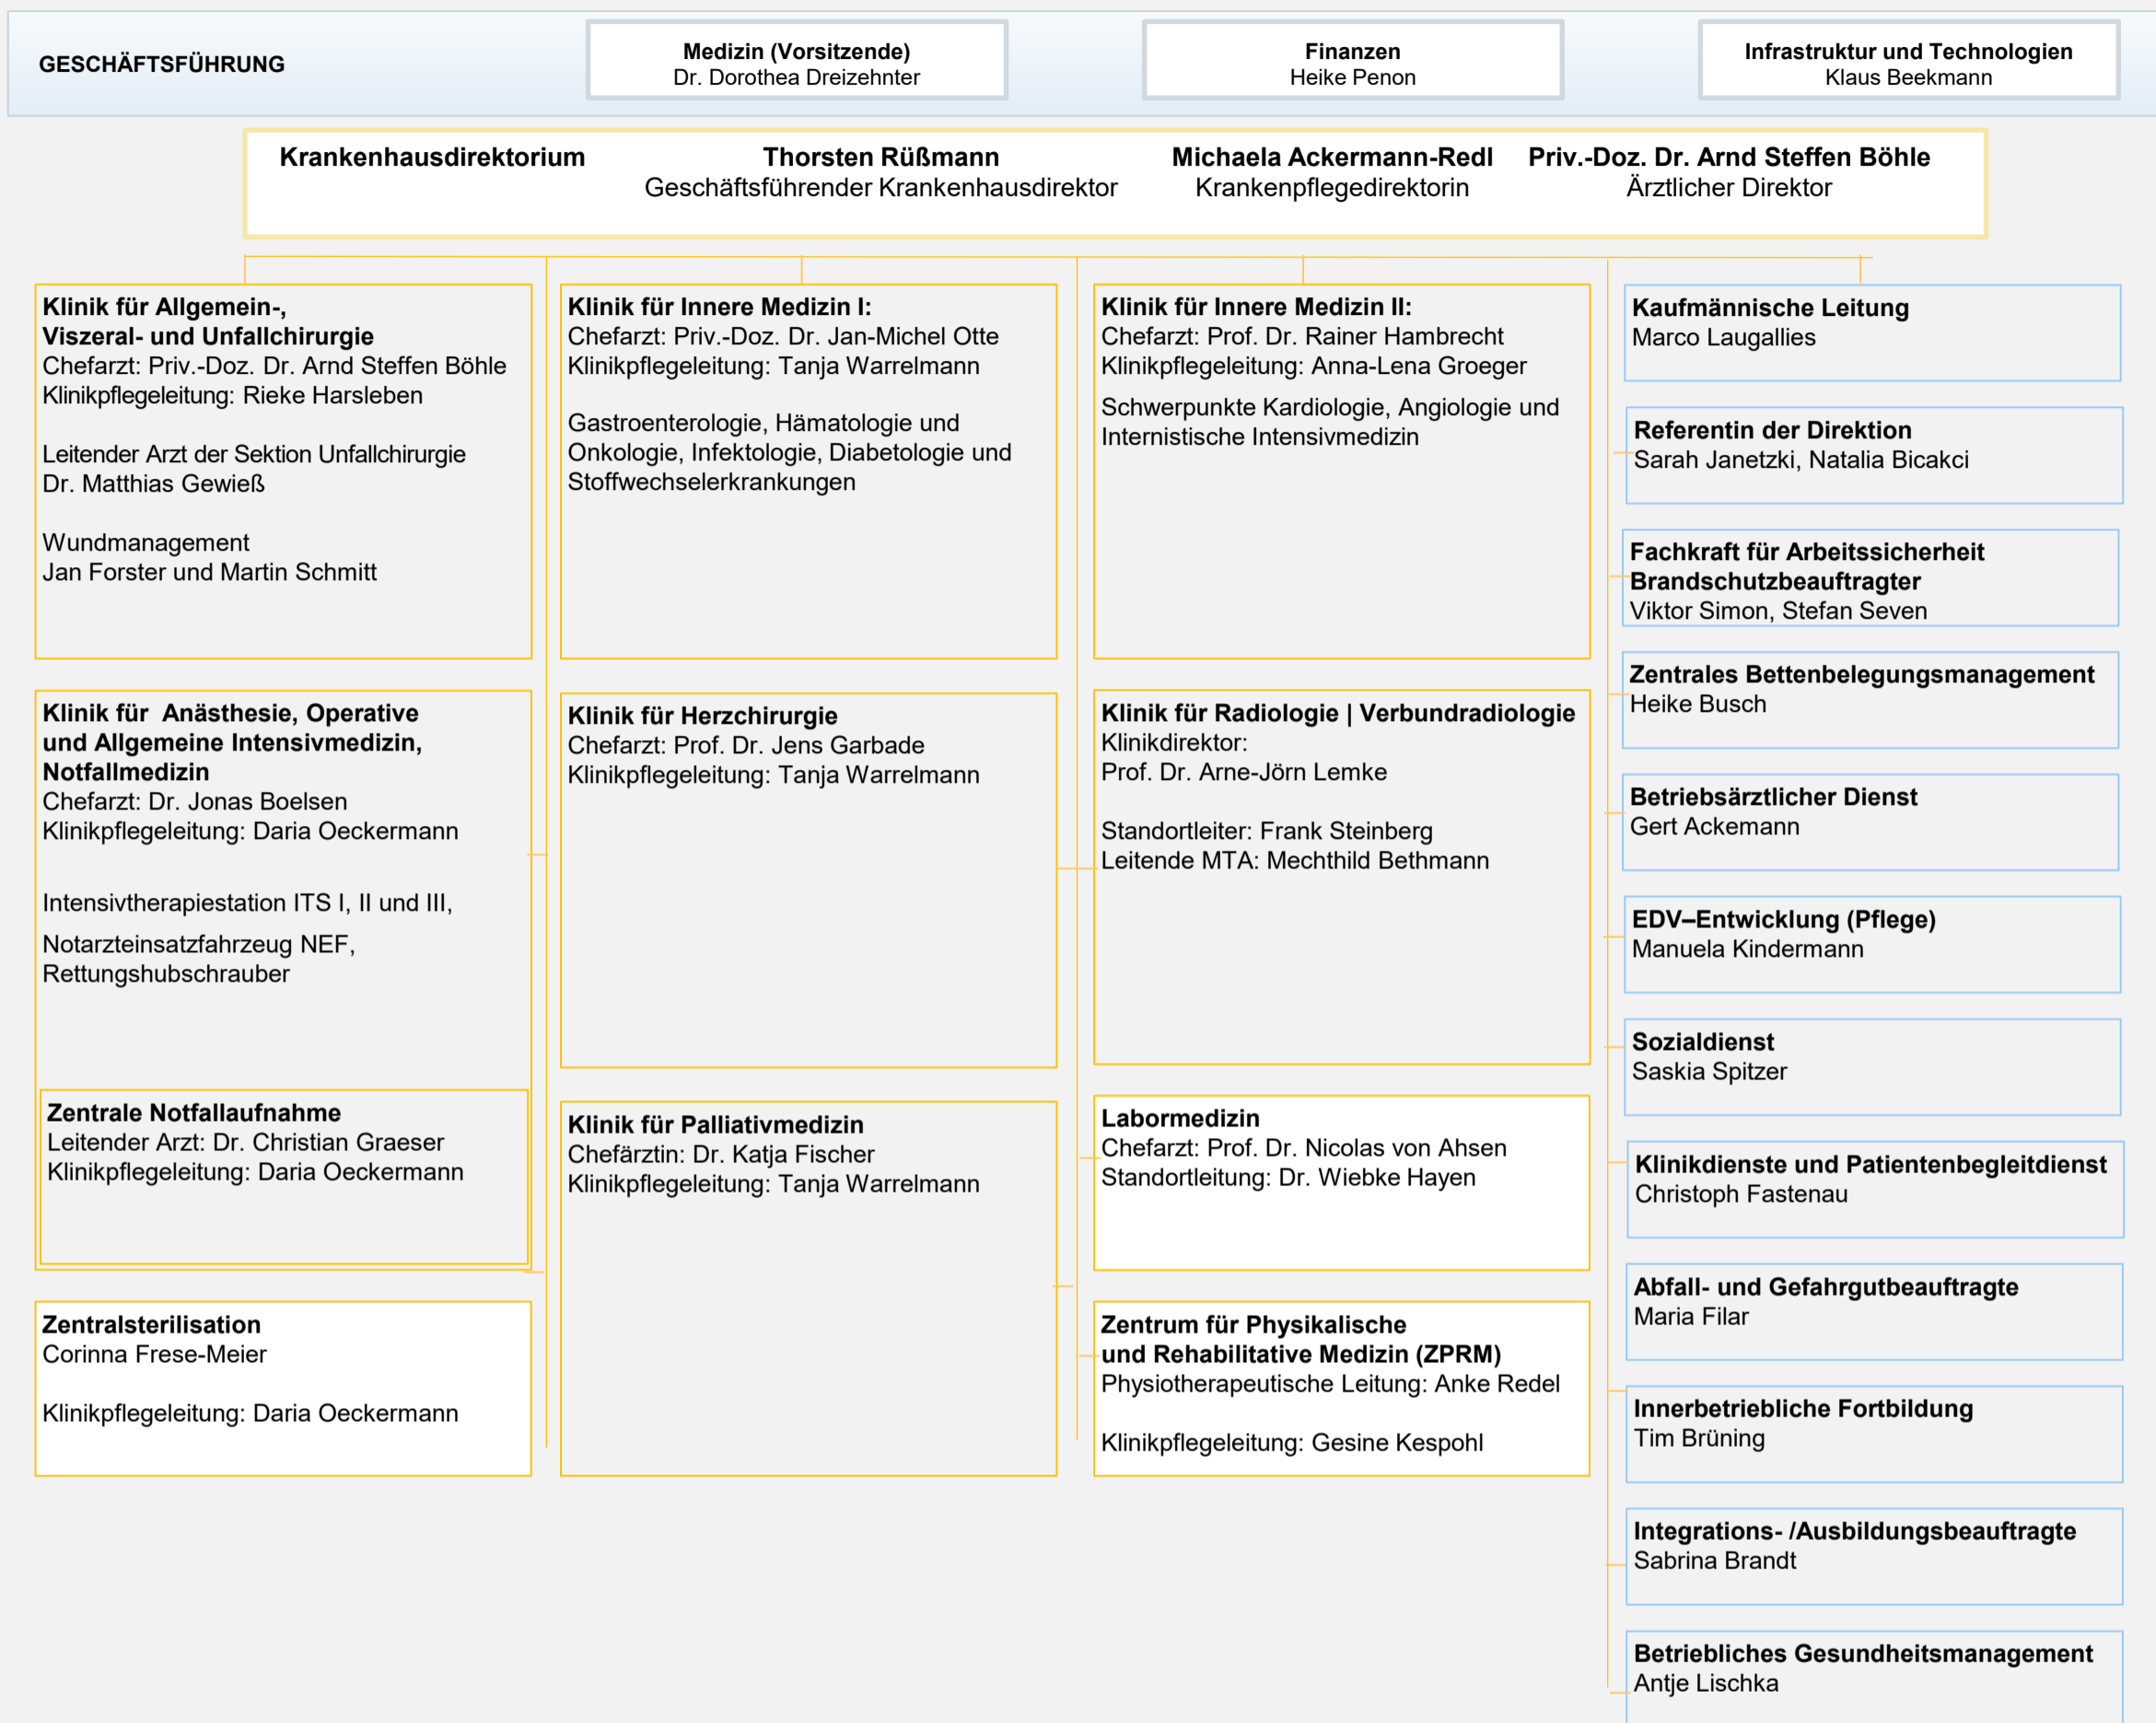 GESCHÄFTSFÜHRUNG
Medizin (Vorsitzende)
Dr. Dorothea Dreizehnter
Finanzen
Heike Penon
Infrastruktur und Technologien
Klaus Beekmann
Krankenhausdirektorium
Thorsten Rüßmann
Geschäftsführender Krankenhausdirektor
Michaela Ackermann-Redl
Krankenpflegedirektorin
Priv.-Doz. Dr. Arnd Steffen Böhle
Ärztlicher Direktor
Klinik für Allgemein-,
Viszeral- und Unfallchirurgie
Chefarzt: Priv.-Doz. Dr. Arnd Steffen Böhle
Klinikpflegeleitung: Rieke Harsleben
Leitender Arzt der Sektion Unfallchirurgie
Dr. Matthias Gewieß
Wundmanagement
Jan Forster und Martin Schmitt
Klinik für Anästhesie, Operative
und Allgemeine Intensivmedizin,
Notfallmedizin
Chefarzt: Dr. Jonas Boelsen
Klinikpflegeleitung: Daria Oeckermann
Intensivtherapiestation ITS I, II und III,
Notarzteinsatzfahrzeug NEF,
Rettungshubschrauber
Zentrale Notfallaufnahme
Leitender Arzt: Dr. Christian Graeser
Klinikpflegeleitung: Daria Oeckermann
Zentralsterilisation
Corinna Frese-Meier
Klinikpflegeleitung: Daria Oeckermann
Klinik für Innere Medizin I:
Chefarzt: Priv.-Doz. Dr. Jan-Michel Otte
Klinikpflegeleitung: Tanja Warrelmann
Gastroenterologie, Hämatologie und
Onkologie, Infektologie, Diabetologie und
Stoffwechselerkrankungen
Klinik für Herzchirurgie
Chefarzt: Prof. Dr. Jens Garbade
Klinikpflegeleitung: Tanja Warrelmann
Klinik für Palliativmedizin
Chefärztin: Dr. Katja Fischer
Klinikpflegeleitung: Tanja Warrelmann
Klinik für Innere Medizin II:
Chefarzt: Prof. Dr. Rainer Hambrecht
Klinikpflegeleitung: Anna-Lena Groeger
Schwerpunkte Kardiologie, Angiologie und
Internistische Intensivmedizin
Klinik für Radiologie | Verbundradiologie
Klinikdirektor:
Prof. Dr. Arne-Jörn Lemke
Standortleiter: Frank Steinberg
Leitende MTA: Mechthild Bethmann
Labormedizin
Chefarzt: Prof. Dr. Nicolas von Ahsen
Standortleitung: Dr. Wiebke Hayen
Zentrum für Physikalische
und Rehabilitative Medizin (ZPRM)
Physiotherapeutische Leitung: Anke Redel
Klinikpflegeleitung: Gesine Kespohl
Kaufmännische Leitung
Marco Laugallies
Referentin der Direktion
Sarah Janetzki, Natalia Bicakci
Fachkraft für Arbeitssicherheit
Brandschutzbeauftragter
Viktor Simon, Stefan Seven
Zentrales Bettenbelegungsmanagement
Heike Busch
Betriebsärztlicher Dienst
Gert Ackemann
EDV–Entwicklung (Pflege)
Manuela Kindermann
Sozialdienst
Saskia Spitzer
Klinikdienste und Patientenbegleitdienst
Christoph Fastenau
Abfall- und Gefahrgutbeauftragte
Maria Filar
Innerbetriebliche Fortbildung
Tim Brüning
Integrations- /Ausbildungsbeauftragte
Sabrina Brandt
Betriebliches Gesundheitsmanagement
Antje Lischka